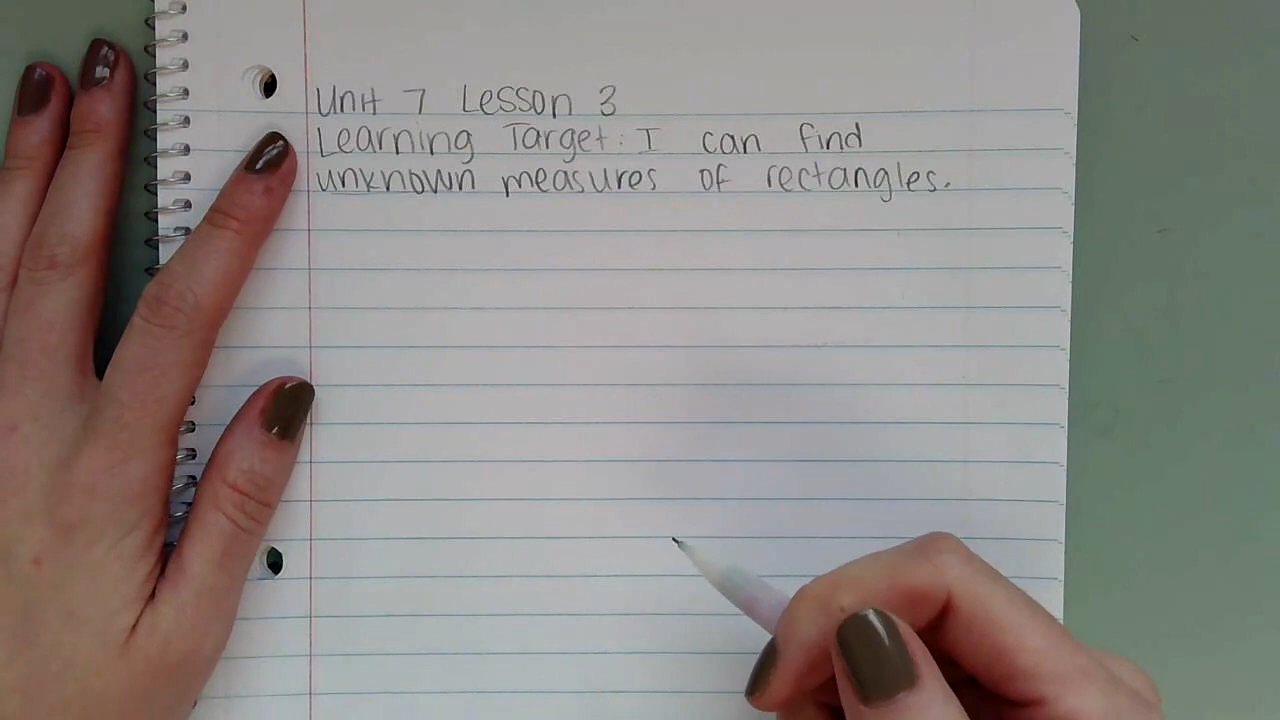 Unit 7 Lesson 3
Learning Target: I can find
unknown measures of rectangles.